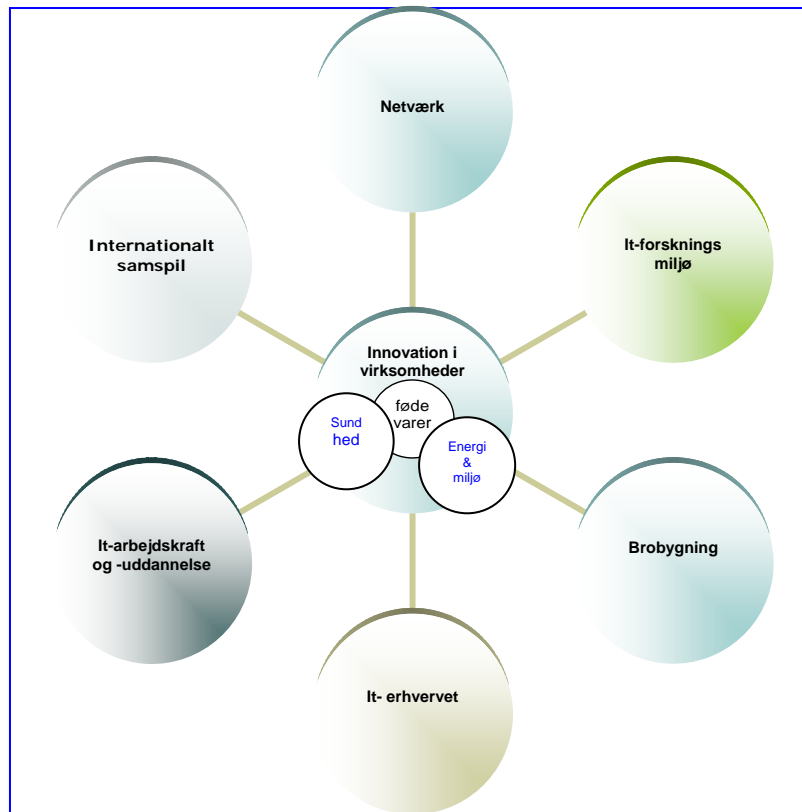 Netværk
Internationalt
samspil
It-forsknings
miljø
Innovation i
virksomheder
føde
varer
Sund
hed
Energi
&
miljø
It-arbejdskraft
og -uddannelse
Brobygning
It- erhvervet